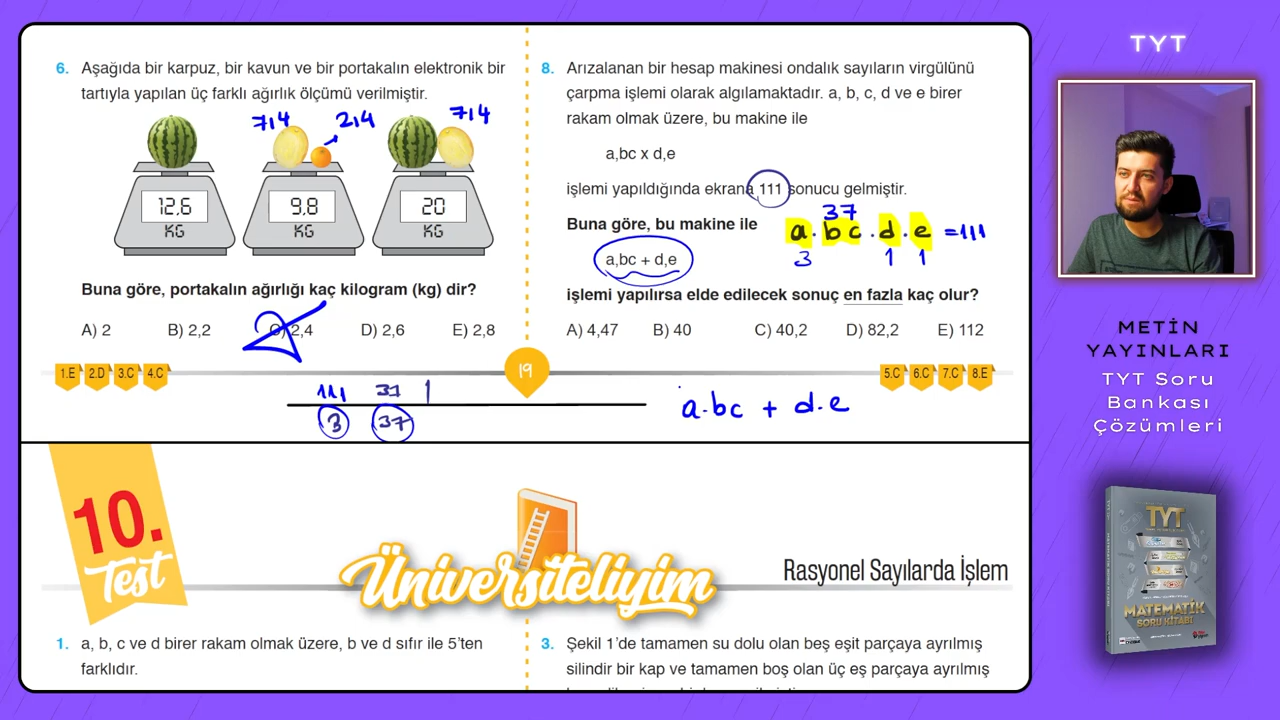 TYT
6. Aşağıda bir karpuz, bir kavun ve bir portakalın elektronik bir
tartıyla yapılan üç farklı ağırlık ölçümü verilmiştir.
7,4
2,4
7,4
12,6
KG
9,8
KG
20
KG
Buna göre, portakalın ağırlığı kaç kilogram (kg) dir?
A) 2 B) 2,2 C) 2,4 D) 2,6 E) 2,8
1.E 2.D 3.C 4.C
8. Arızalanan bir hesap makinesi ondalık sayıların virgülünü
çarpma işlemi olarak algılamaktadır. a, b, c, d ve e birer
rakam olmak üzere, bu makine ile
a,bc x d,e
işlemi yapıldığında ekrana 111 sonucu gelmiştir.
Buna göre, bu makine ile
37
a . bc . d . e = 111
3 1 1
a,bc + d,e
işlemi yapılırsa elde edilecek sonuç en fazla kaç olur?
A) 4,47 B) 40 C) 40,2 D) 82,2 E) 112
19
5.C 6.C 7.C 8.E
111 37 1
3 37
a.bc + d.e
10.
Test
Üniversiteliyim
Rasyonel Sayılarda İşlem
1. a, b, c ve d birer rakam olmak üzere, b ve d sıfır ile 5'ten
farklıdır.
3. Şekil 1'de tamamen su dolu olan beş eşit parçaya ayrılmış
silindir bir kap ve tamamen boş olan üç eş parçaya ayrılmış
METİN
YAYINLARI
TYT Soru
Bankası
Çözümleri
TYT
MATEMATİK
SORU KİTABI